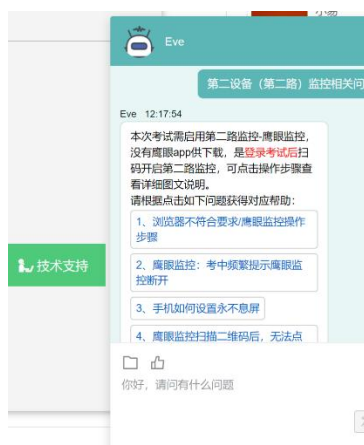 Eve
第二设备（第二路）监控相关问
Eve 12:17:54
本次考试需启用第二路监控-鹰眼监控，
没有鹰眼app供下载，是登录考试后扫
码开启第二路监控，可点击操作步骤查
看详细图文说明。
请根据点击如下问题获得对应帮助：
1、浏览器不符合要求/鹰眼监控操作
步骤
2、鹰眼监控：考中频繁提示鹰眼监
控断开
技术支持
3、手机如何设置永不息屏
4、鹰眼监控扫描二维码后，无法点
你好，请问有什么问题